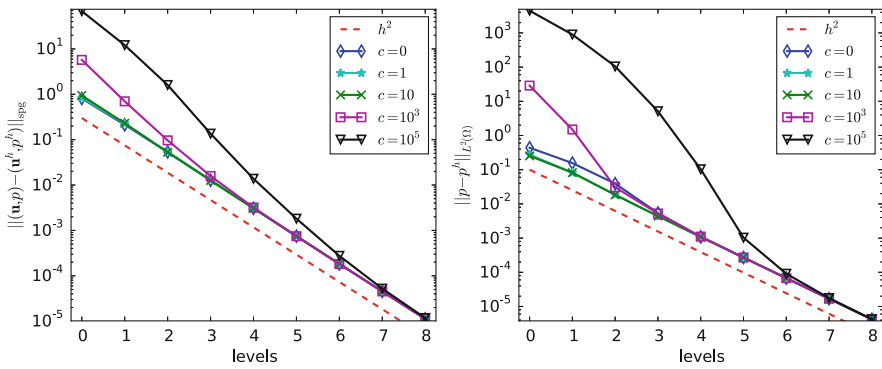 ||(u,p)−(u^h,p^h)||_spg
10^1
10^0
10^-1
10^-2
10^-3
10^-4
10^-5
0 1 2 3 4 5 6 7 8
levels
h^2
c=0
c=1
c=10
c=10^3
c=10^5
||p−p^h||_{L^2(Ω)}
10^3
10^2
10^1
10^0
10^-1
10^-2
10^-3
10^-4
10^-5
0 1 2 3 4 5 6 7 8
levels
h^2
c=0
c=1
c=10
c=10^3
c=10^5